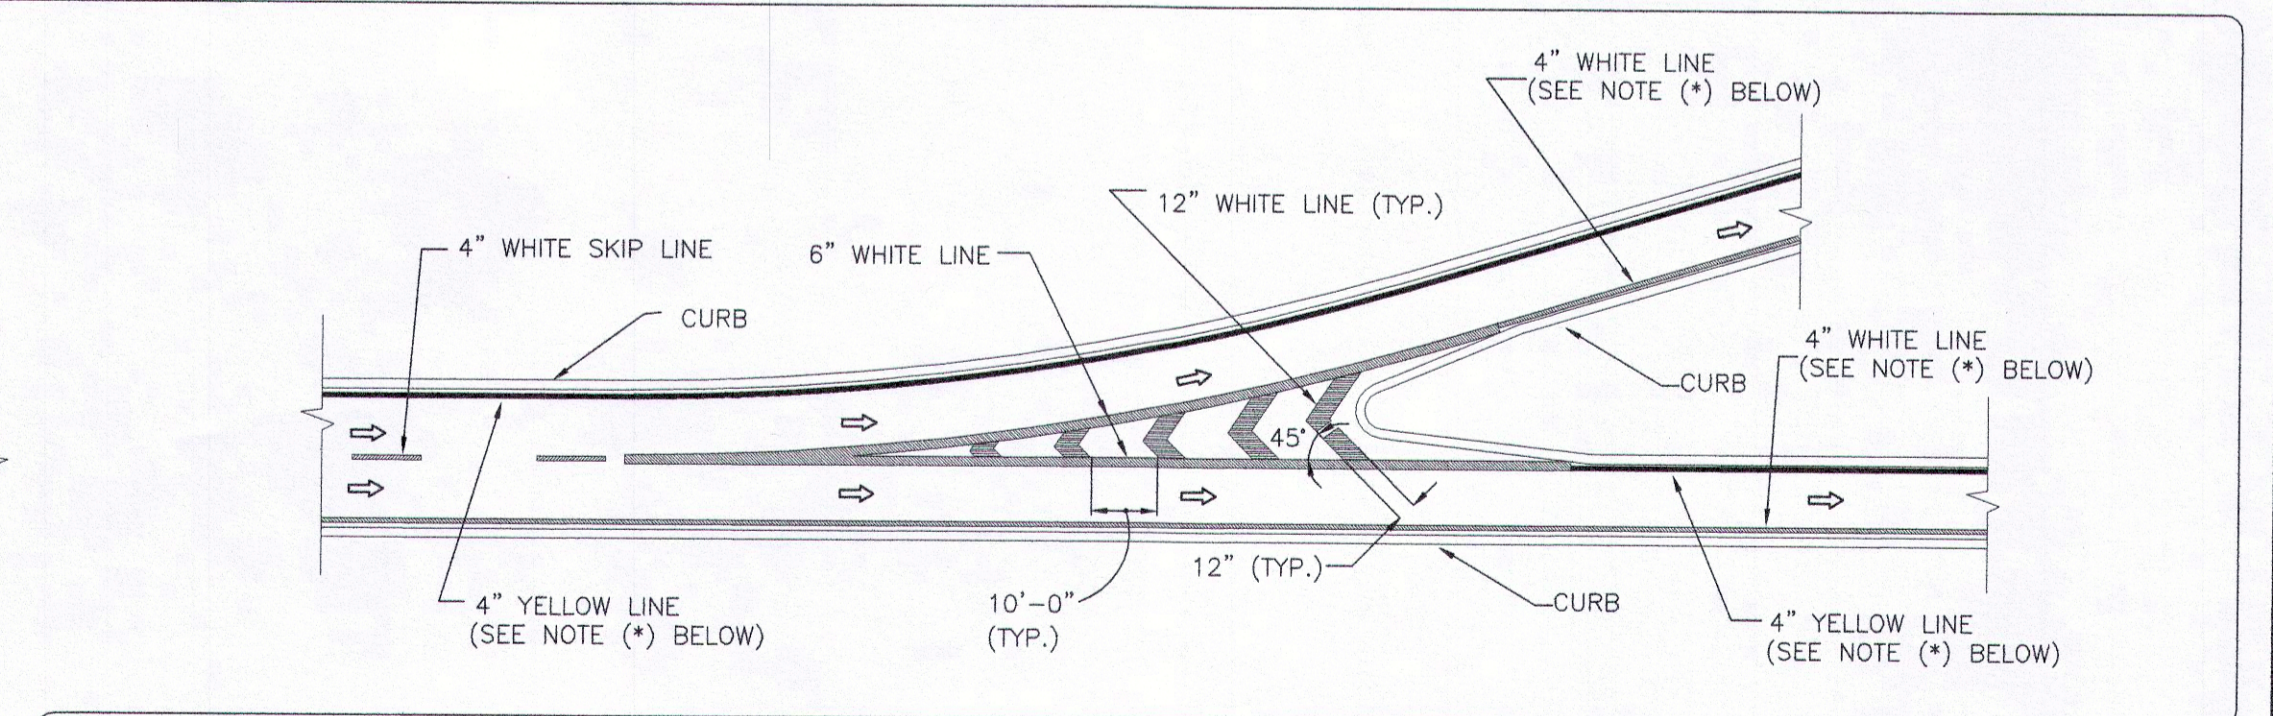 4” WHITE LINE
(SEE NOTE (*) BELOW)
12” WHITE LINE (TYP.)
4” WHITE SKIP LINE
6” WHITE LINE
CURB
4” WHITE LINE
(SEE NOTE (*) BELOW)
CURB
45°
12” (TYP.)
4” YELLOW LINE
(SEE NOTE (*) BELOW)
10’–0”
(TYP.)
CURB
4” YELLOW LINE
(SEE NOTE (*) BELOW)